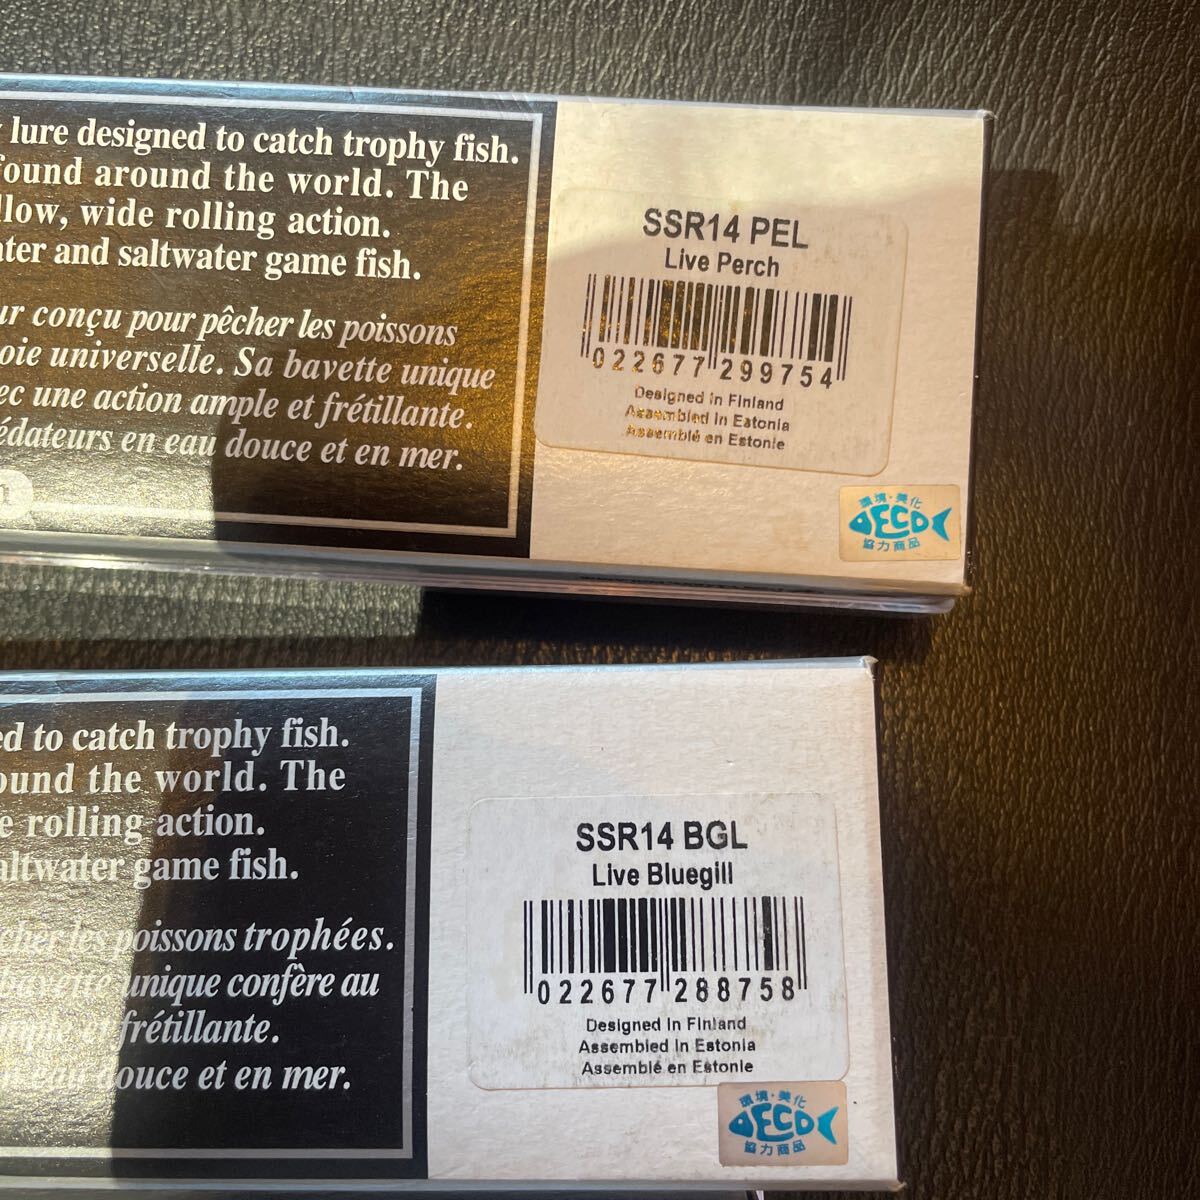 lure designed to catch trophy fish.
found around the world. The
llow, wide rolling action.
ater and saltwater game fish.
ur conçu pour pêcher les poissons
oie universelle. Sa bavette unique
ec une action ample et frétillante.
édateurs en eau douce et en mer.
SSR14 PEL
Live Perch
022677 299754
Designed in Finland
Assembled in Estonia
Assemblé en Estonie
環境・美化
ECO
協力商品
ed to catch trophy fish.
ound the world. The
e rolling action.
altwater game fish.
cher les poissons trophées.
bavette unique confère au
ample et frétillante.
eau douce et en mer.
SSR14 BGL
Live Bluegill
022677 288758
Designed in Finland
Assembled in Estonia
Assemblé en Estonie
環境・美化
ECO
協力商品